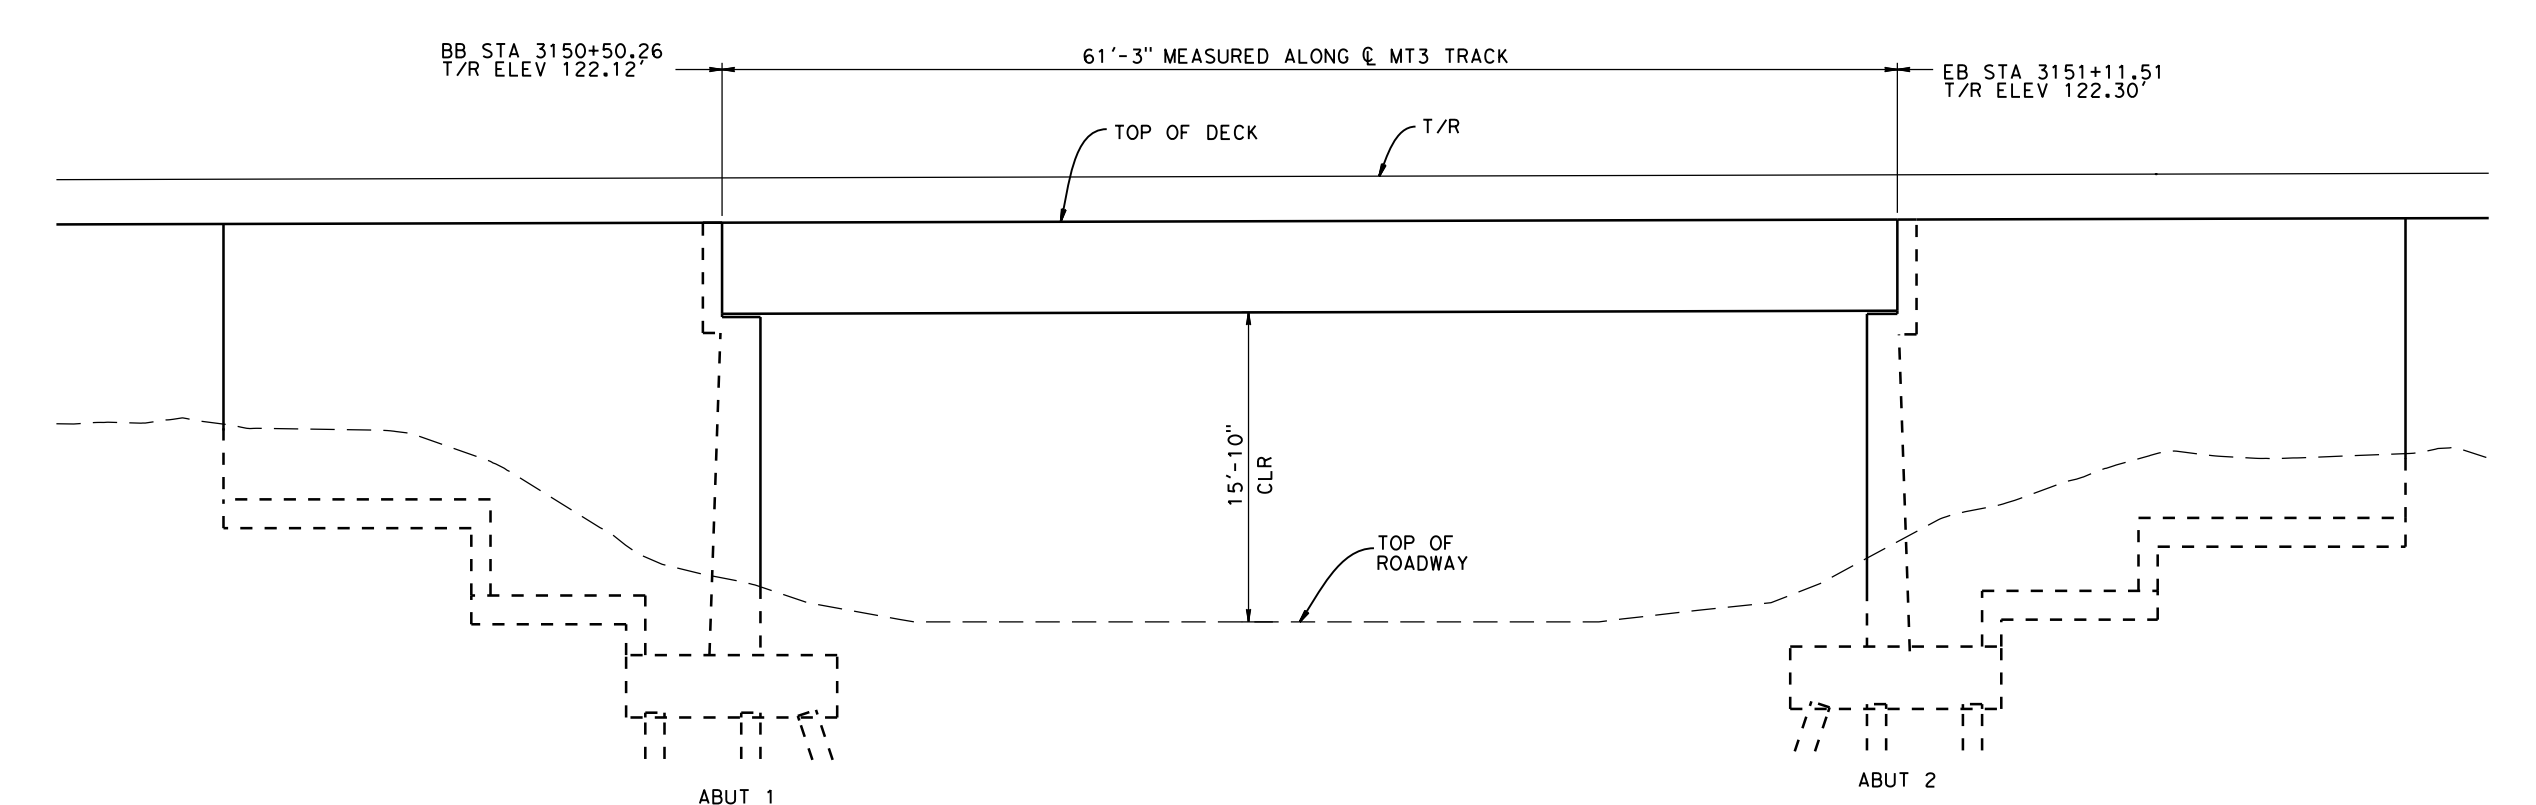 BB STA 3150+50.26
T/R ELEV 122.12'
61'-3" MEASURED ALONG ℄ MT3 TRACK
EB STA 3151+11.51
T/R ELEV 122.30'
TOP OF DECK
T/R
15'-10"
CLR
TOP OF
ROADWAY
ABUT 1
ABUT 2